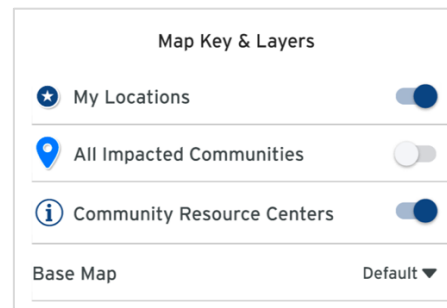 Map Key & Layers
My Locations
All Impacted Communities
Community Resource Centers
Base Map Default